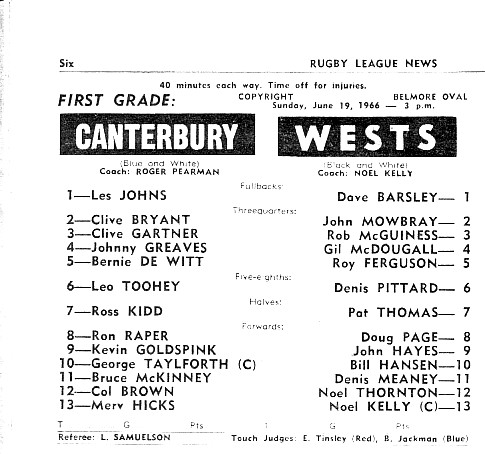 Six RUGBY LEAGUE NEWS
40 minutes each way. Time off for injuries.
FIRST GRADE: COPYRIGHT BELMORE OVAL
Sunday, June 19, 1966 — 3 p.m.
CANTERBURY WESTS
(Blue and White) (Black and White)
Coach: ROGER PEARMAN Coach: NOEL KELLY
Fullbacks:
1—Les JOHNS Dave BARSLEY— 1
Threequarters:
2—Clive BRYANT John MOWBRAY— 2
3—Clive GARTNER Rob McGUINESS— 3
4—Johnny GREAVES Gil McDOUGALL— 4
5—Bernie DE WITT Roy FERGUSON— 5
Five-eighths:
6—Leo TOOHEY Denis PITTARD— 6
Halves:
7—Ross KIDD Pat THOMAS— 7
Forwards:
8—Ron RAPER Doug PAGE— 8
9—Kevin GOLDSPINK John HAYES— 9
10—George TAYLFORTH (C) Bill HANSEN—10
11—Bruce McKINNEY Denis MEANEY—11
12—Col BROWN Noel THORNTON—12
13—Merv HICKS Noel KELLY (C)—13
T G Pts T G Pts
Referee: L. SAMUELSON Touch Judges: E. Tinsley (Red), B. Jackman (Blue)